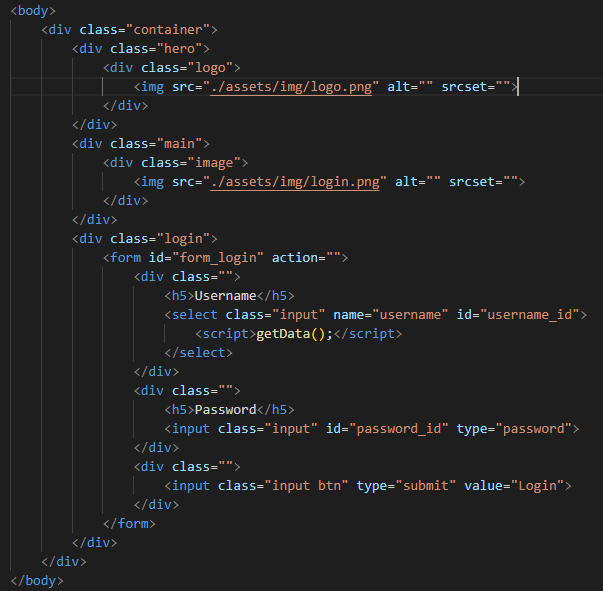 <body>
<div class="container">
<div class="hero">
<div class="logo">
<img src="./assets/img/logo.png" alt="" srcset="">
</div>
</div>
<div class="main">
<div class="image">
<img src="./assets/img/login.png" alt="" srcset="">
</div>
</div>
<div class="login">
<form id="form_login" action="">
<div class="">
<h5>Username</h5>
<select class="input" name="username" id="username_id">
<script>getData();</script>
</select>
</div>
<div class="">
<h5>Password</h5>
<input class="input" id="password_id" type="password">
</div>
<div class="">
<input class="input btn" type="submit" value="Login">
</div>
</form>
</div>
</div>
</body>